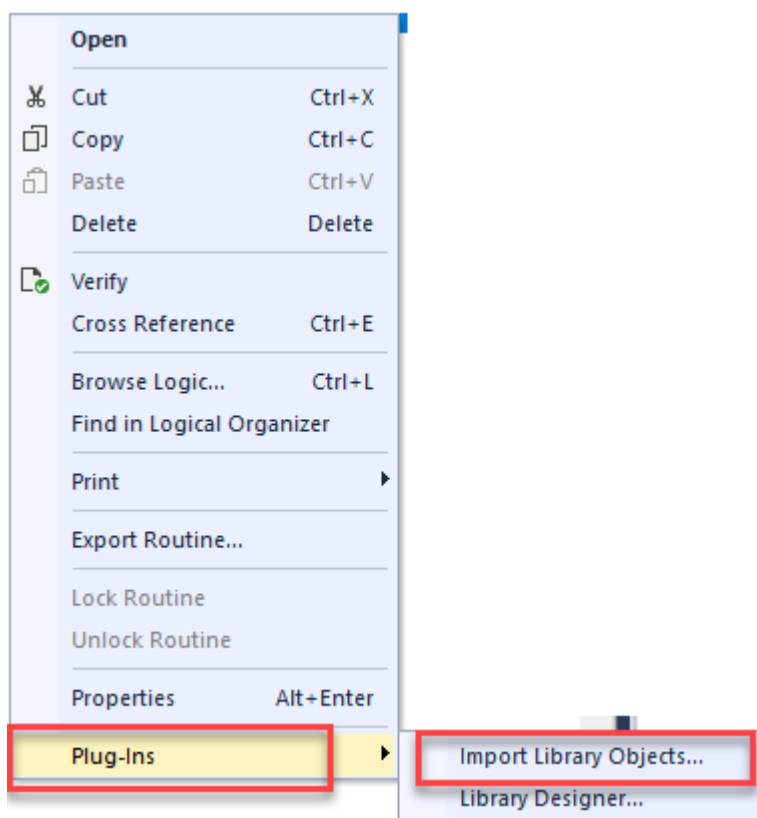 Open
Cut Ctrl+X
Copy Ctrl+C
Paste Ctrl+V
Delete Delete
Verify
Cross Reference Ctrl+E
Browse Logic... Ctrl+L
Find in Logical Organizer
Print
Export Routine...
Lock Routine
Unlock Routine
Properties Alt+Enter
Plug-Ins Import Library Objects...
Library Designer...